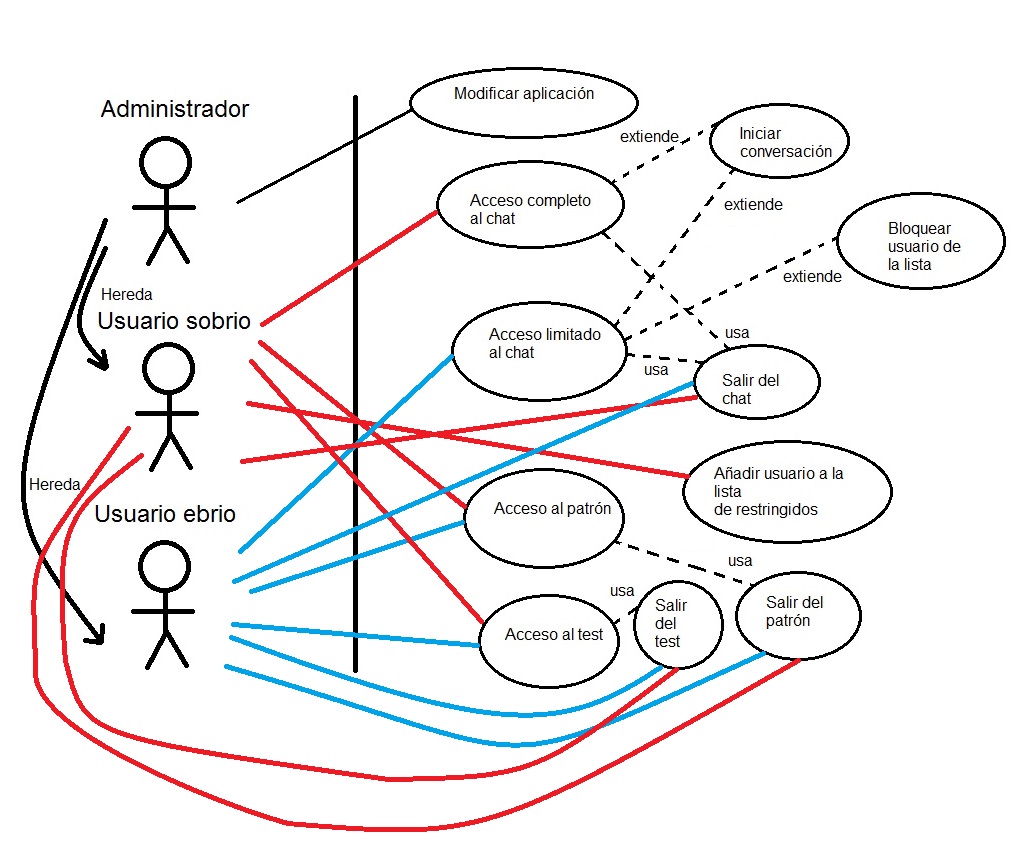 Administrador
Modificar aplicación
extiende
Iniciar
conversación
Acceso completo
al chat
extiende
Bloquear
usuario de
la lista
extiende
Hereda
Usuario sobrio
Acceso limitado
al chat
usa
usa
Salir del
chat
Hereda
Añadir usuario a la
lista
de restringidos
Usuario ebrio
Acceso al patrón
usa
usa
Salir
del
test
Salir del
patrón
Acceso al test